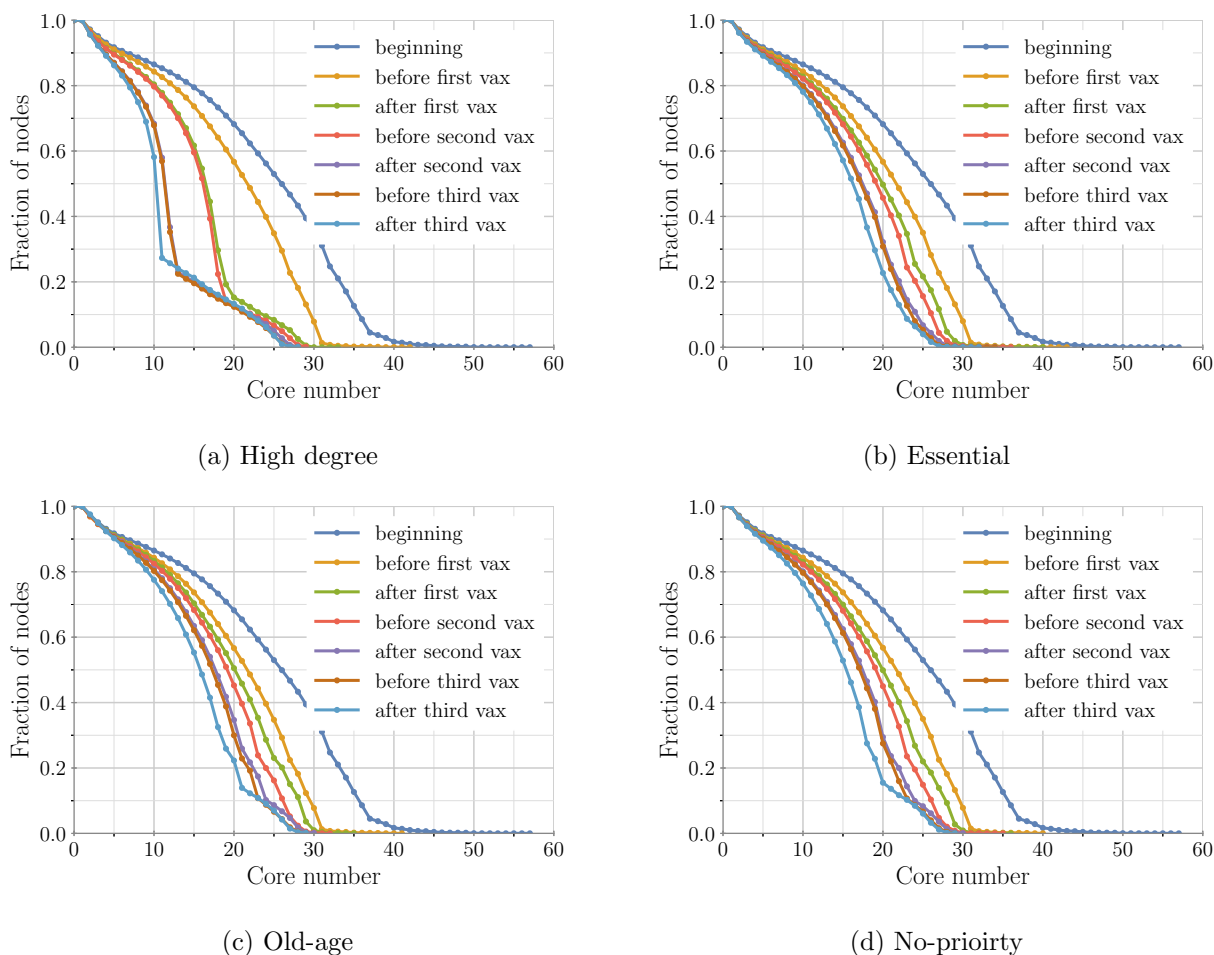 1.0
0.8
0.6
0.4
0.2
0.0
Fraction of nodes
0 10 20 30 40 50 60
Core number
beginning
before first vax
after first vax
before second vax
after second vax
before third vax
after third vax
(a) High degree
1.0
0.8
0.6
0.4
0.2
0.0
Fraction of nodes
0 10 20 30 40 50 60
Core number
beginning
before first vax
after first vax
before second vax
after second vax
before third vax
after third vax
(b) Essential
1.0
0.8
0.6
0.4
0.2
0.0
Fraction of nodes
0 10 20 30 40 50 60
Core number
beginning
before first vax
after first vax
before second vax
after second vax
before third vax
after third vax
(c) Old-age
1.0
0.8
0.6
0.4
0.2
0.0
Fraction of nodes
0 10 20 30 40 50 60
Core number
beginning
before first vax
after first vax
before second vax
after second vax
before third vax
after third vax
(d) No-prioirty